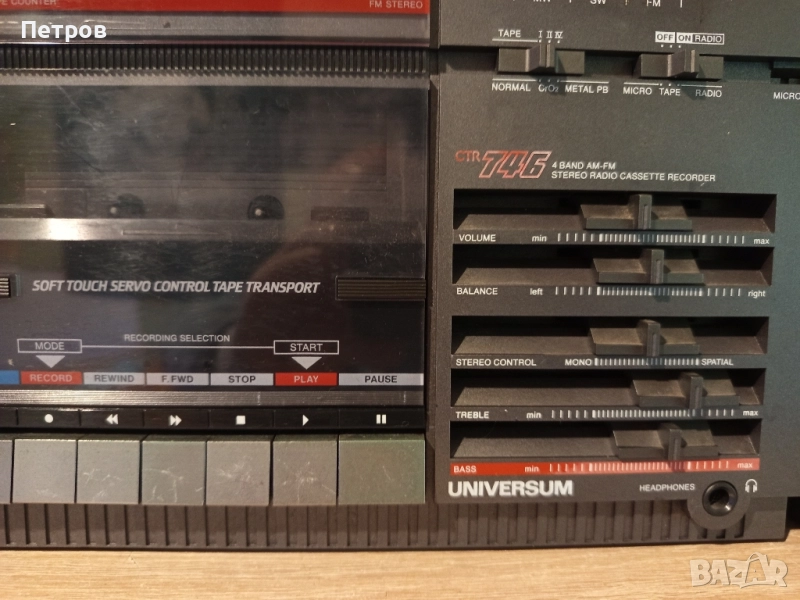 COUNTER
FM STEREO
Петров
MW SW FM
TAPE I II IV
OFF ON RADIO
NORMAL CrO2 METAL PB
MICRO TAPE RADIO
MICRO
CTR 746
4 BAND AM-FM
STEREO RADIO CASSETTE RECORDER
VOLUME min max
BALANCE left right
STEREO CONTROL MONO SPATIAL
TREBLE min max
BASS min max
SOFT TOUCH SERVO CONTROL TAPE TRANSPORT
MODE RECORDING SELECTION START
RECORD REWIND F.FWD STOP PLAY PAUSE
UNIVERSUM
HEADPHONES
BAZAR